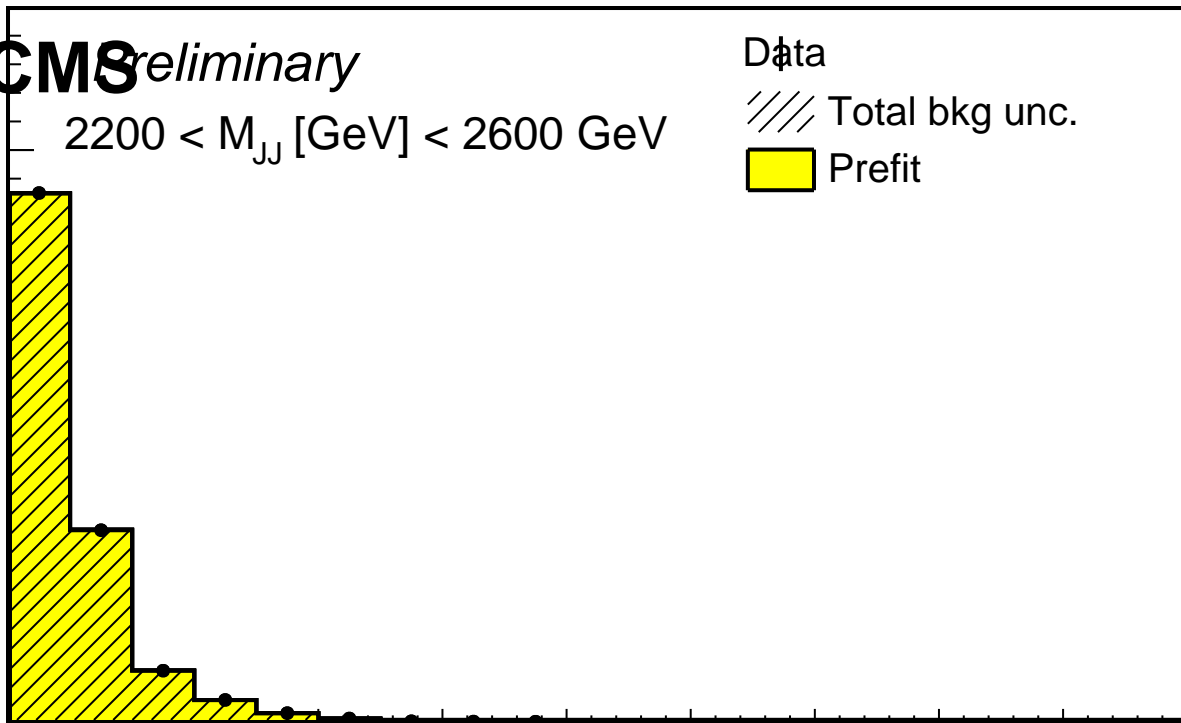 CMS Preliminary
2200 < M_JJ [GeV] < 2600 GeV
Data
Total bkg unc.
Prefit